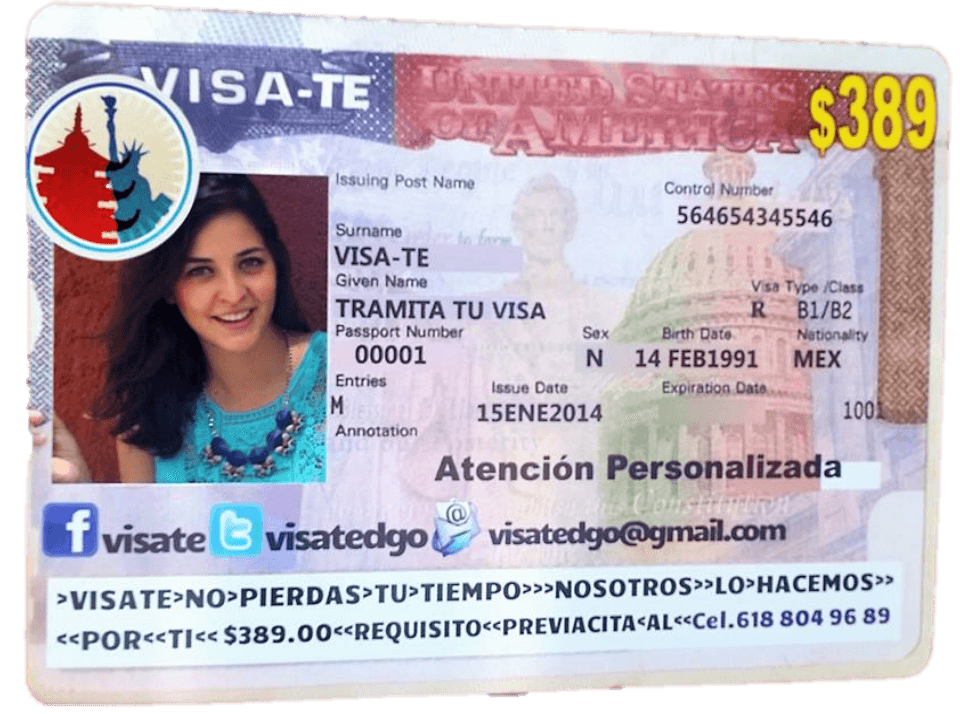 VISA-TE
UNITED STATES
OF AMERICA
$389
Issuing Post Name
Control Number
564654345546
Surname
VISA-TE
Given Name
Visa Type /Class
TRAMITA TU VISA
R B1/B2
Passport Number Sex Birth Date Nationality
00001 N 14 FEB1991 MEX
Entries Issue Date Expiration Date
M 15ENE2014 1001
Annotation
Atención Personalizada
Constitution
f visate t visatedgo @ visatedgo@gmail.com
>VISATE>NO>PIERDAS>TU>TIEMPO>>>NOSOTROS>>LO>HACEMOS>>
<<POR<<TI<< $389.00<<REQUISITO<<PREVIACITA<AL<<Cel.618 804 96 89